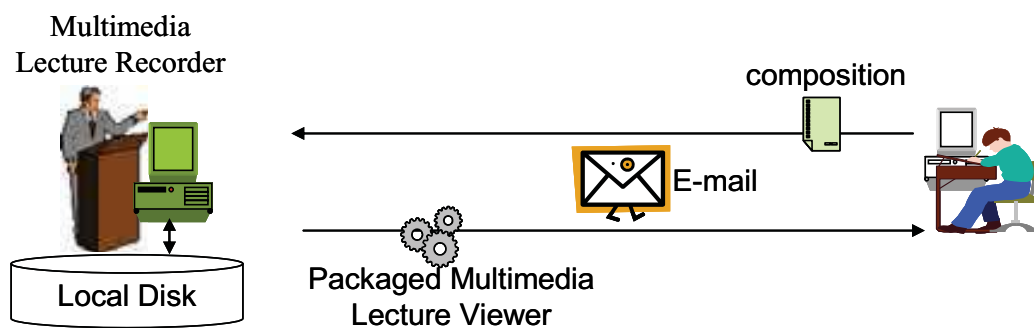 Multimedia
Lecture Recorder
composition
E-mail
Packaged Multimedia
Lecture Viewer
Local Disk